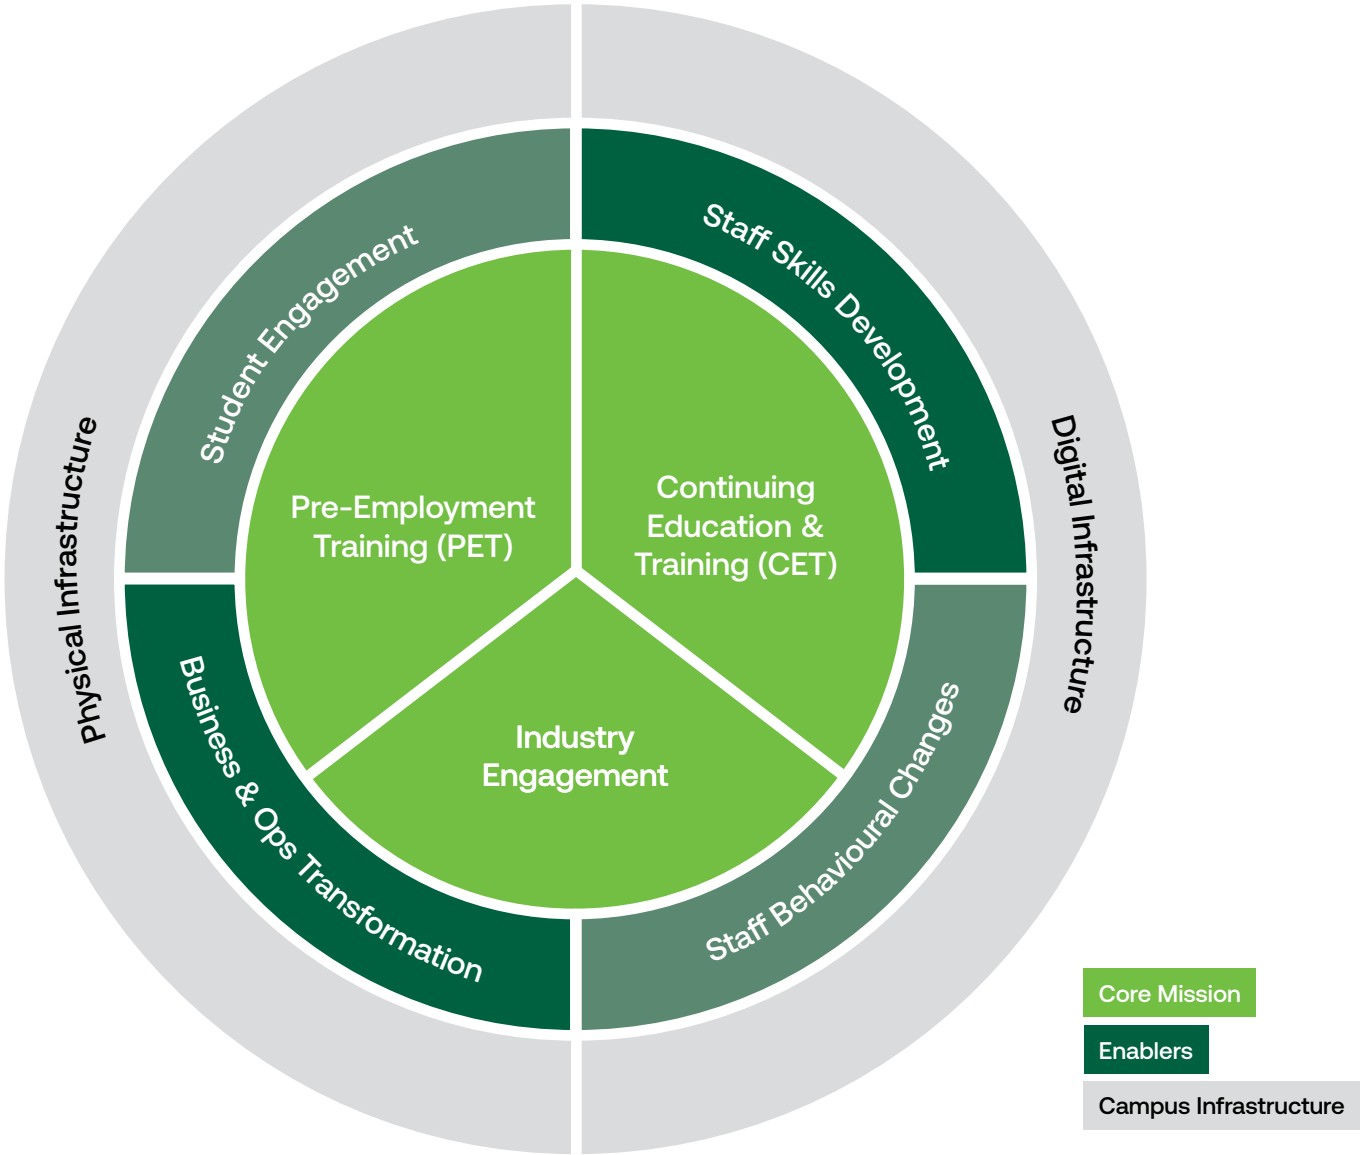 Student Engagement
Staff Skills Development
Physical Infrastructure
Digital Infrastructure
Pre-Employment
Training (PET)
Continuing
Education &
Training (CET)
Industry
Engagement
Business & Ops Transformation
Staff Behavioural Changes
Core Mission
Enablers
Campus Infrastructure